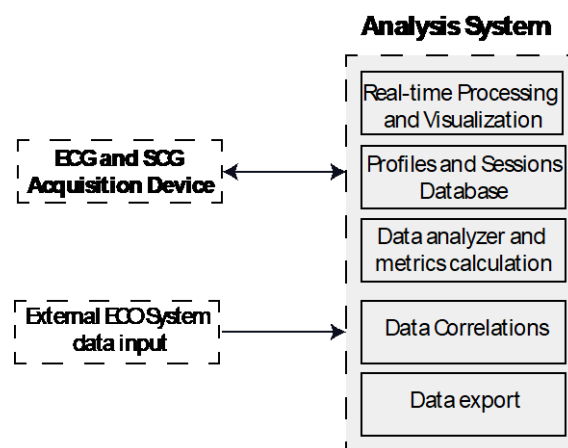 Analysis System
Real-time Processing
and Visualization
ECG and SCG
Acquisition Device
Profiles and Sessions
Database
Data analyzer and
metrics calculation
External ECO System
data input
Data Correlations
Data export